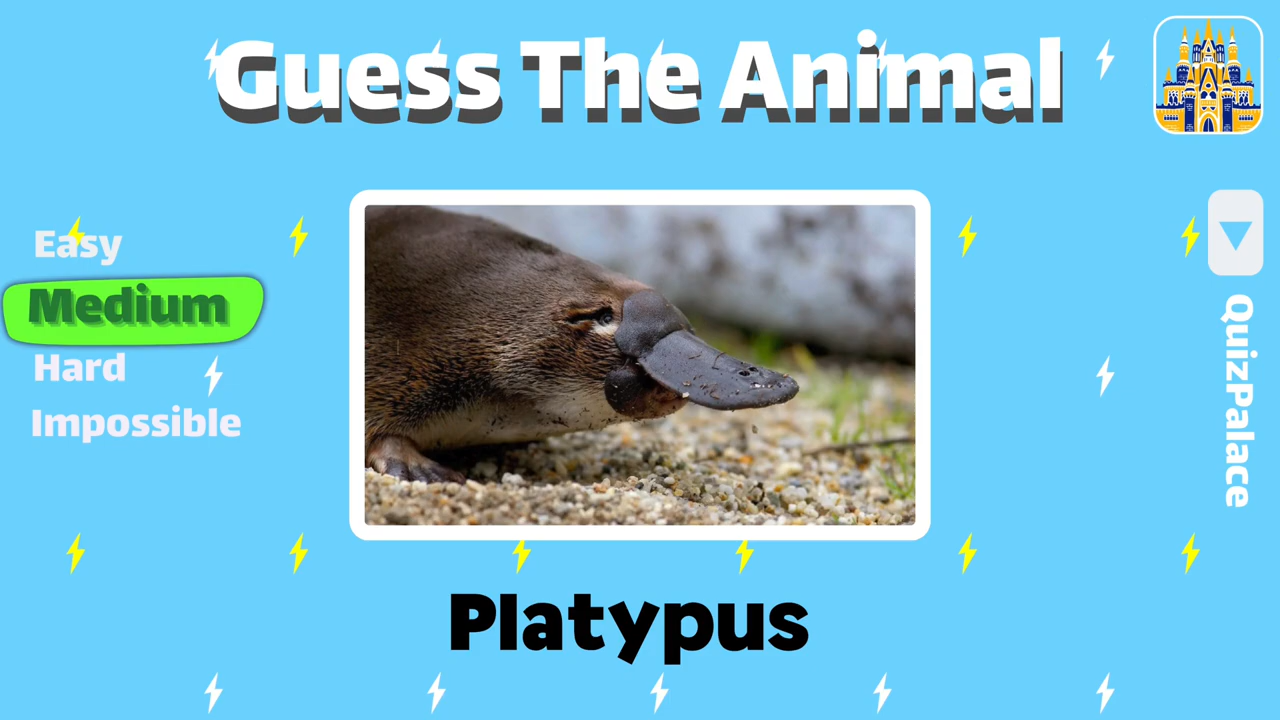 Guess The Animal
Easy
Medium
Hard
Impossible
QuizPalace
Platypus